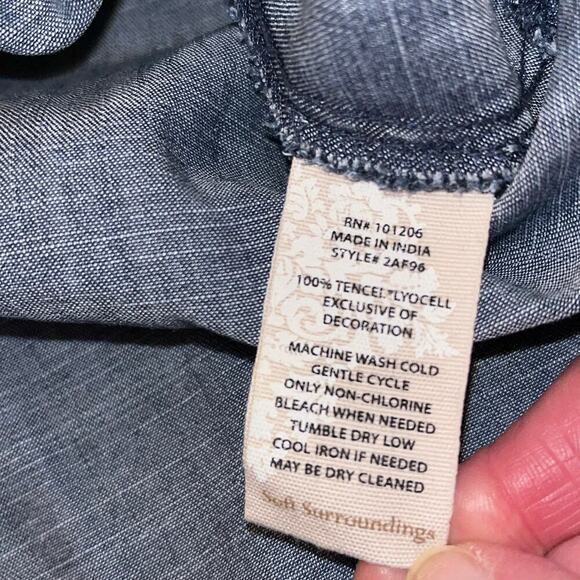 RN# 101206
MADE IN INDIA
STYLE# 2AF96
100% TENCEL*LYOCELL
EXCLUSIVE OF
DECORATION
MACHINE WASH COLD
GENTLE CYCLE
ONLY NON-CHLORINE
BLEACH WHEN NEEDED
TUMBLE DRY LOW
COOL IRON IF NEEDED
MAY BE DRY CLEANED
Soft Surroundings